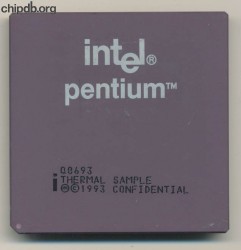 chipdb.org
intel®
pentium™
Q0693
i THERMAL SAMPLE
Ⓜ©1993 CONFIDENTIAL